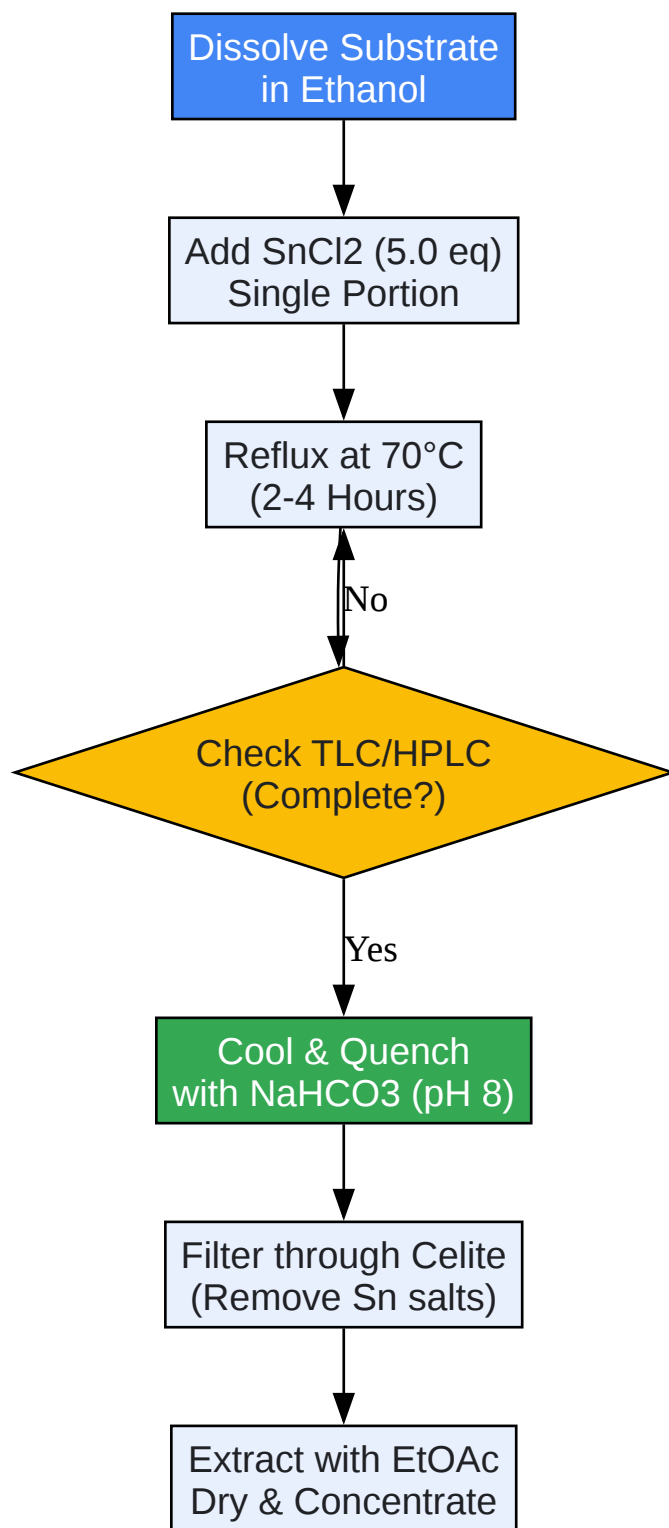 Dissolve Substrate
in Ethanol
Add SnCl2 (5.0 eq)
Single Portion
Reflux at 70°C
(2-4 Hours)
No
Check TLC/HPLC
(Complete?)
Yes
Cool & Quench
with NaHCO3 (pH 8)
Filter through Celite
(Remove Sn salts)
Extract with EtOAc
Dry & Concentrate